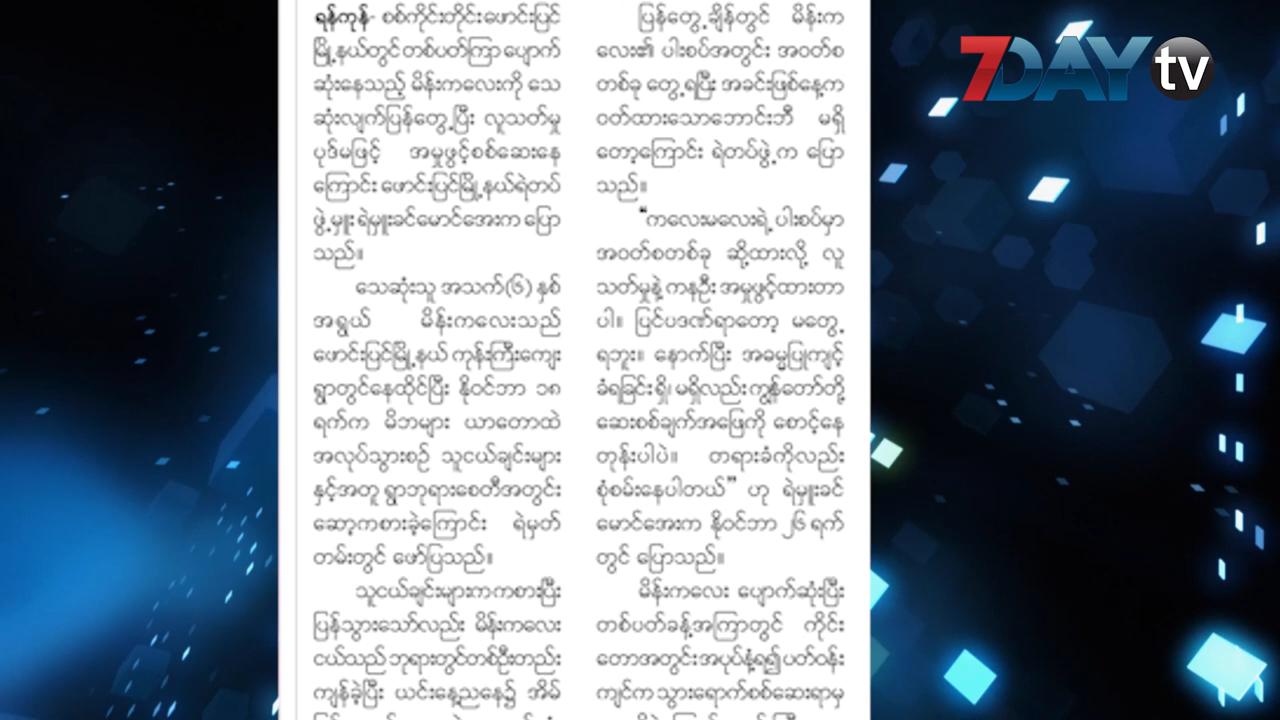 ရန်ကုန်- စစ်ကိုင်းတိုင်းဖောင်းပြင်
မြို့နယ်တွင်တစ်ပတ်ကြာပျောက်
ဆုံးနေသည့် မိန်းကလေးကို သေ
ဆုံးလျက်ပြန်တွေ့ပြီး လူသတ်မှု
ပုဒ်မဖြင့် အမှုဖွင့်စစ်ဆေးနေ
ကြောင်း ဖောင်းပြင်မြို့နယ်ရဲတပ်
ဖွဲ့မှူး ရဲမှူးခင်မောင်အေးက ပြော
သည်။
သေဆုံးသူ အသက်(၆) နှစ်
အရွယ် မိန်းကလေးသည်
ဖောင်းပြင်မြို့နယ် ကုန်းကြီးကျေး
ရွာတွင်နေထိုင်ပြီး နိုဝင်ဘာ ၁၈
ရက်က မိဘများ ယာတောထဲ
အလုပ်သွားစဉ် သူငယ်ချင်းများ
နှင့်အတူ ရွာဘုရားစေတီအတွင်း
ဆော့ကစားခဲ့ကြောင်း ရဲမှတ်
တမ်းတွင် ဖော်ပြသည်။
သူငယ်ချင်းများကကစားပြီး
ပြန်သွားသော်လည်း မိန်းကလေး
ငယ်သည် ဘုရားတွင်တစ်ဦးတည်း
ကျန်ခဲ့ပြီး ယင်းနေ့ညနေ၌ အိမ်
ပြန်တွေ့ချိန်တွင် မိန်းက
လေး၏ ပါးစပ်အတွင်း အဝတ်စ
တစ်ခု တွေ့ရပြီး အခင်းဖြစ်နေ့က
ဝတ်ထားသောဘောင်းဘီ မရှိ
တော့ကြောင်း ရဲတပ်ဖွဲ့က ပြော
သည်။
“ကလေးမလေးရဲ့ ပါးစပ်မှာ
အဝတ်စတစ်ခု ဆို့ထားလို့ လူ
သတ်မှုနဲ့ ကနဦး အမှုဖွင့်ထားတာ
ပါ။ ပြင်ပဒဏ်ရာတော့ မတွေ့
ရဘူး။ နောက်ပြီး အဓမ္မပြုကျင့်
ခံရခြင်း ရှိ၊ မရှိလည်း ကျွန်တော်တို့
ဆေးစစ်ချက်အဖြေကို စောင့်နေ
တုန်းပါပဲ။ တရားခံကိုလည်း
စုံစမ်းနေပါတယ်” ဟု ရဲမှူးခင်
မောင်အေးက နိုဝင်ဘာ ၂၆ ရက်
တွင် ပြောသည်။
မိန်းကလေး ပျောက်ဆုံးပြီး
တစ်ပတ်ခန့်အကြာတွင် ကိုင်း
တောအတွင်း အပုပ်နံ့ရ၍ ပတ်ဝန်း
ကျင်က သွားရောက်စစ်ဆေးရာမှ
7DAY tv